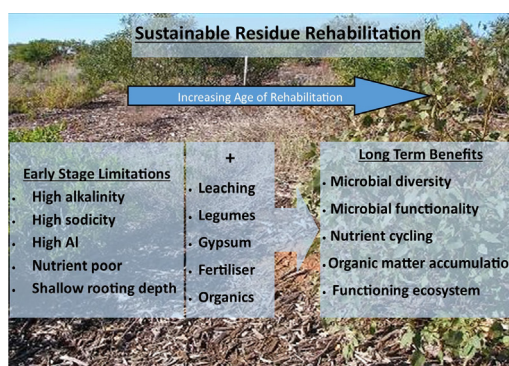 Sustainable Residue Rehabilitation
Increasing Age of Rehabilitation
Early Stage Limitations
• High alkalinity
• High sodicity
• High Al
• Nutrient poor
• Shallow rooting depth
+
• Leaching
• Legumes
• Gypsum
• Fertiliser
• Organics
Long Term Benefits
• Microbial diversity
• Microbial functionality
• Nutrient cycling
• Organic matter accumulatio
• Functioning ecosystem